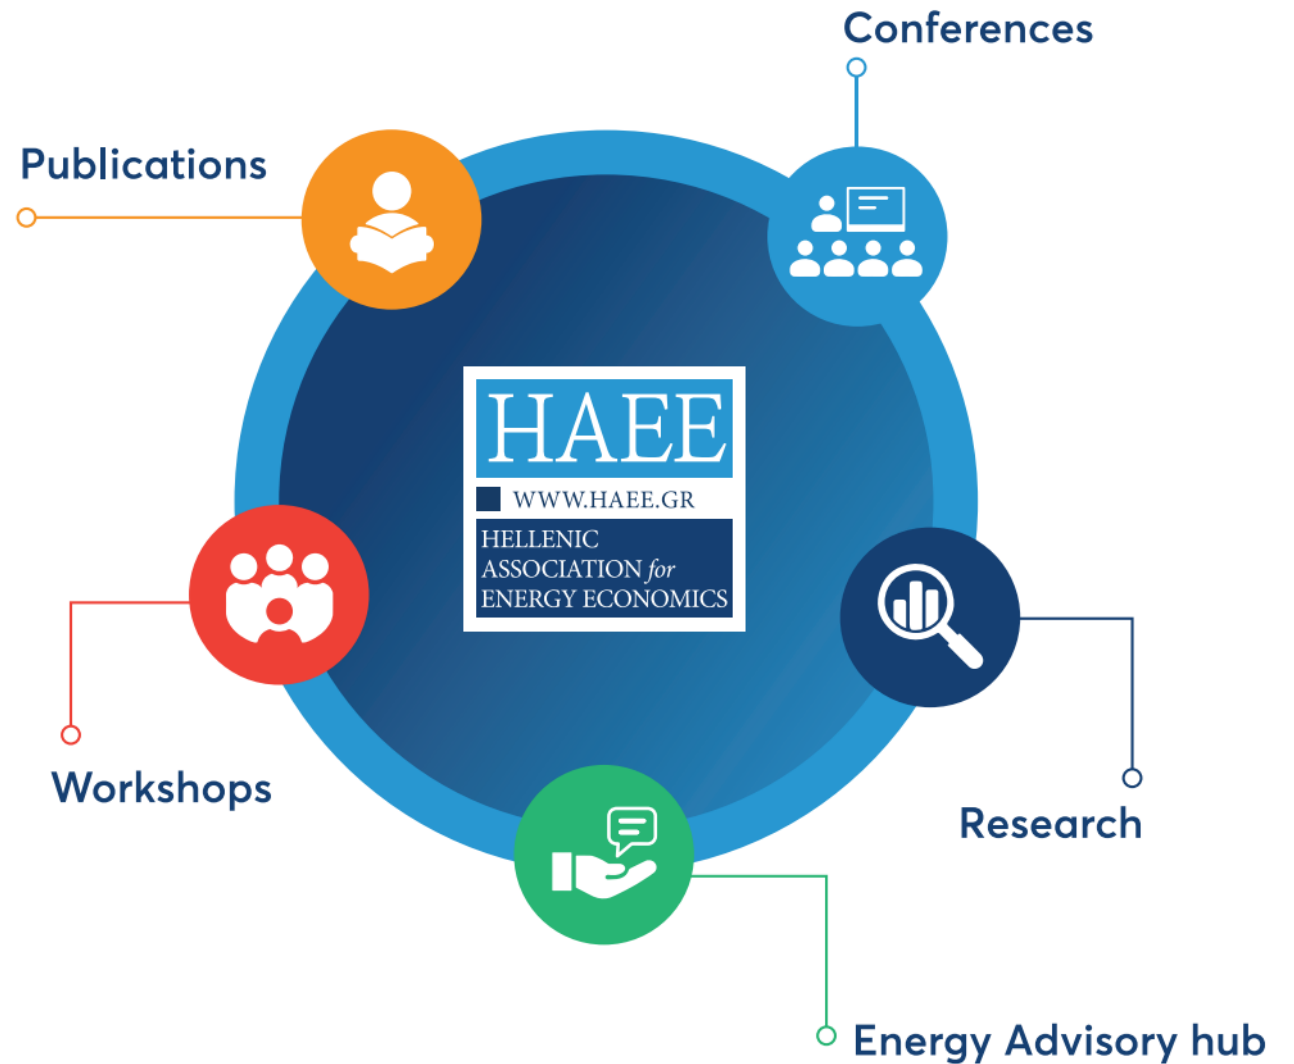 Conferences
Publications
HAEE
WWW.HAEE.GR
HELLENIC
ASSOCIATION for
ENERGY ECONOMICS
Workshops
Research
Energy Advisory hub